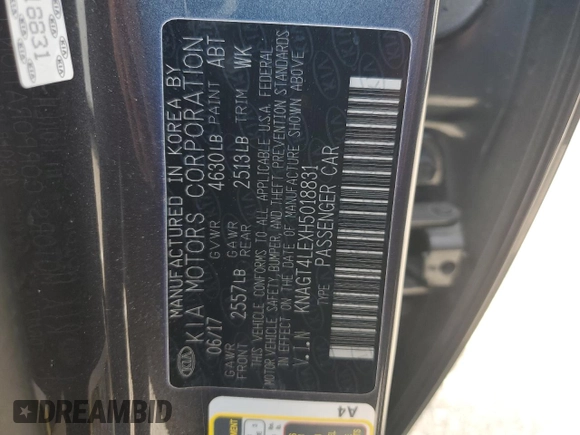 MANUFACTURED IN KOREA BY
KIA KIA MOTORS CORPORATION
06/17 GVWR 4630LB PAINT ABT
GAWR FRONT 2557LB GAWR REAR 2513LB TRIM WK
THIS VEHICLE CONFORMS TO ALL APPLICABLE U.S.A. FEDERAL
MOTOR VEHICLE SAFETY, BUMPER, AND THEFT PREVENTION STANDARDS
IN EFFECT ON THE DATE OF MANUFACTURE SHOWN ABOVE
V.I.N KNAGT4LEXH5018831
TYPE: PASSENGER CAR
A4
DREAMBID